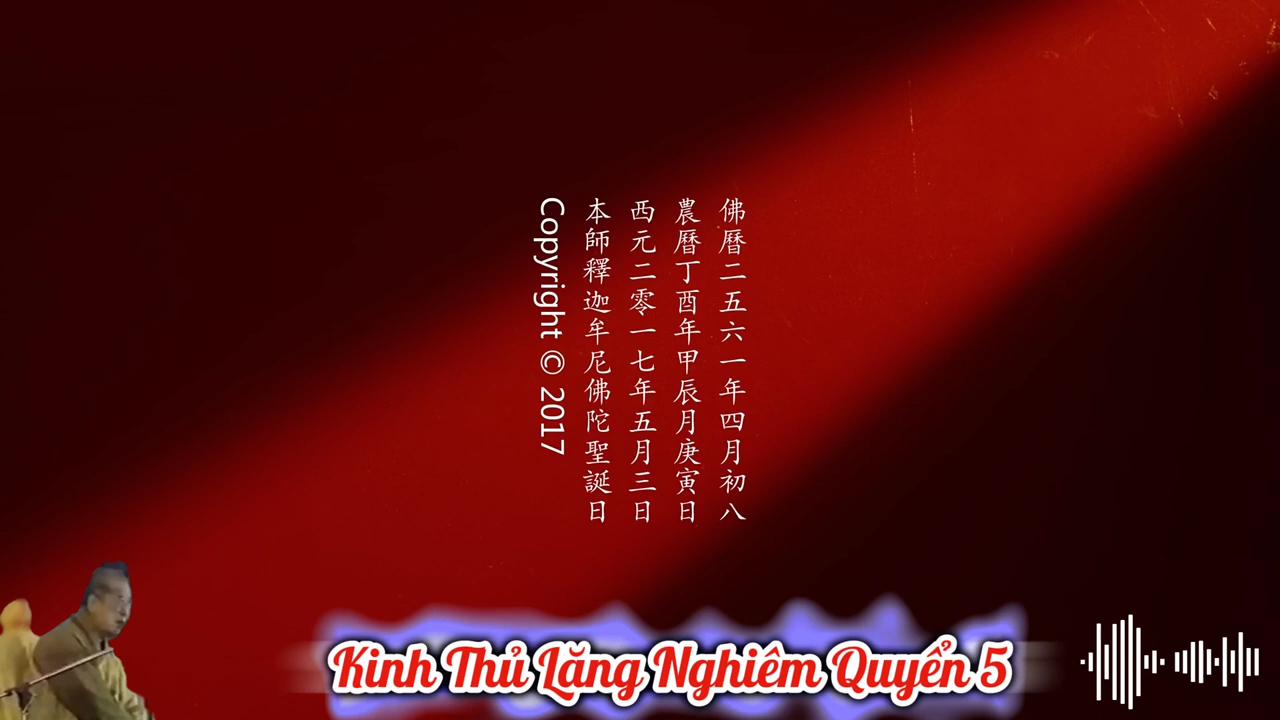 佛曆二五六一年四月初八
農曆丁酉年甲辰月庚寅日
西元二零一七年五月三日
本師釋迦牟尼佛陀聖誕日
Copyright © 2017
Kinh Thủ Lăng Nghiêm Quyển 5